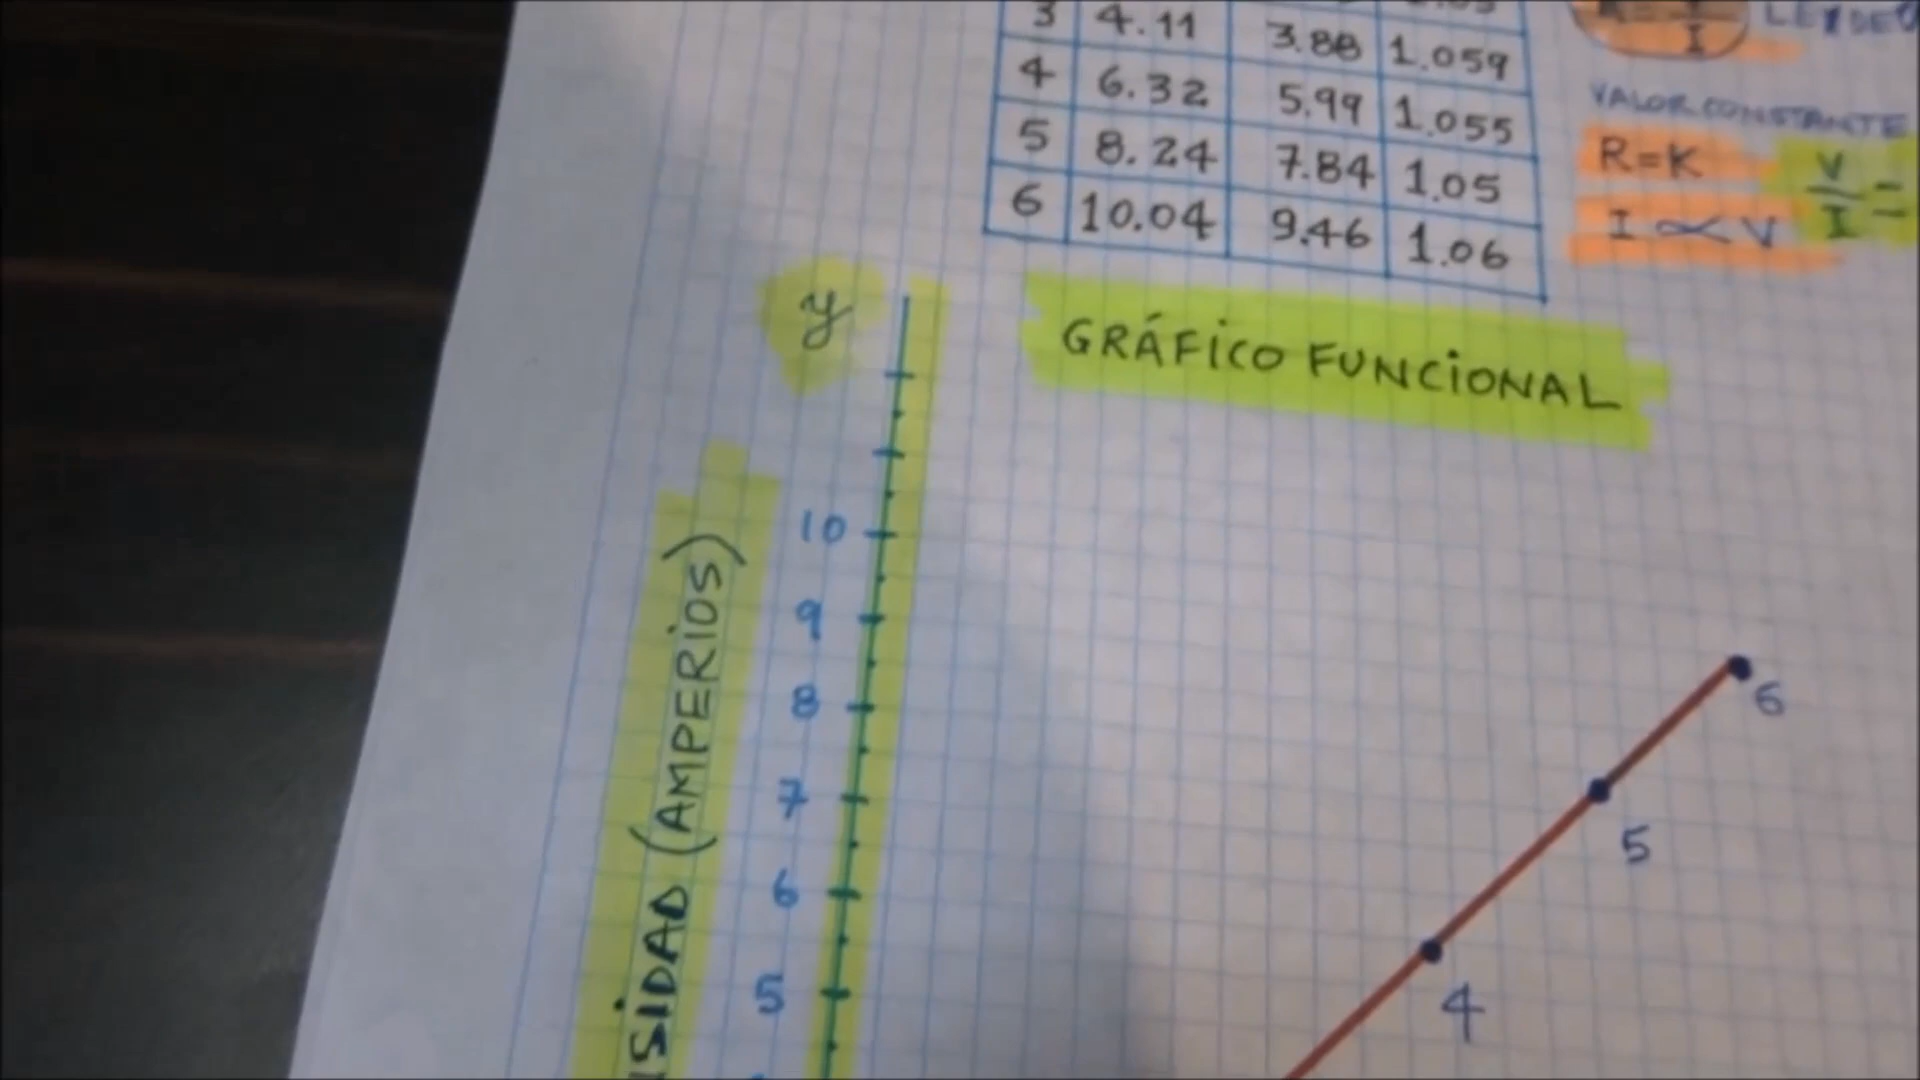 3 4.11 3.88 1.059
4 6.32 5.99 1.055
5 8.24 7.84 1.05
6 10.04 9.46 1.06
LEY DE
VALOR CONSTANTE
R=K
V
I =
I ∝ V
y
GRÁFICO FUNCIONAL
10
9
8
7
6
5
SIDAD (AMPERIOS)
6
5
4